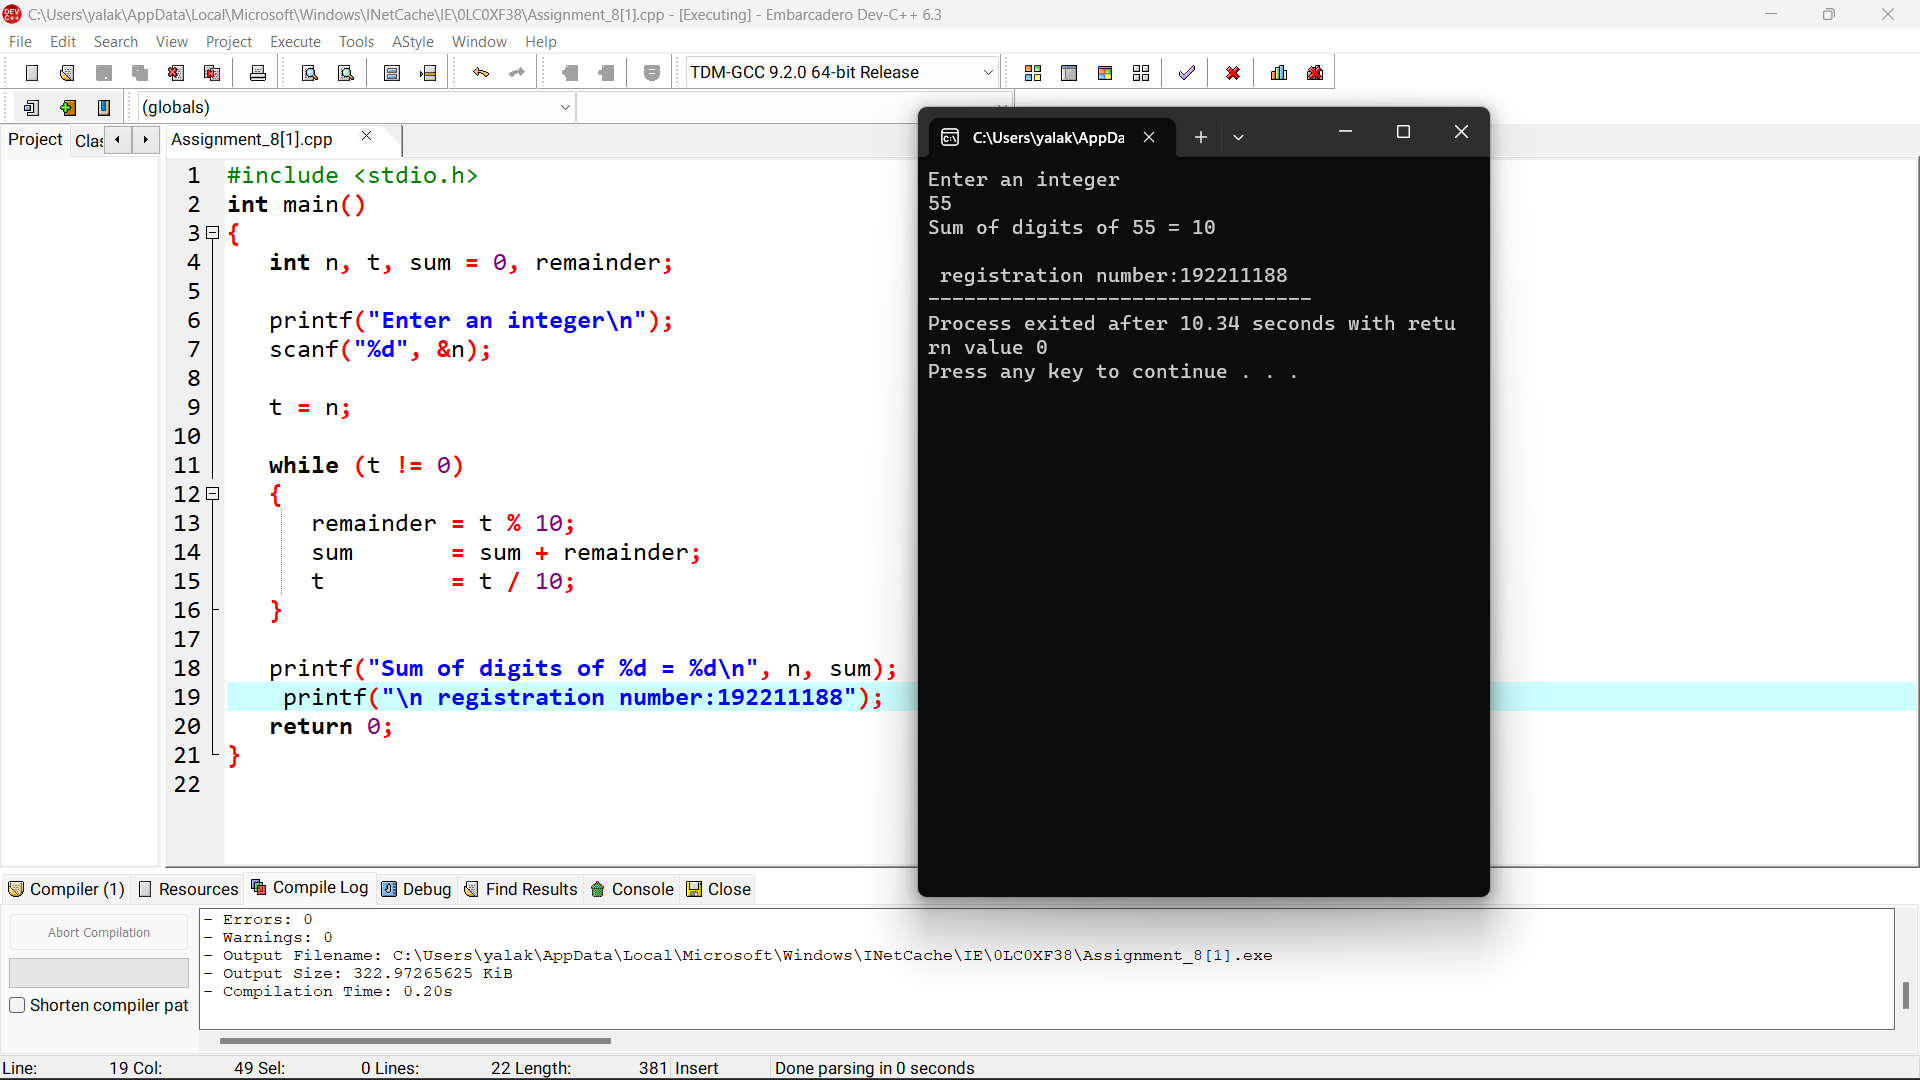 C:\Users\yalak\AppData\Local\Microsoft\Windows\INetCache\IE\0LC0XF38\Assignment_8[1].cpp - [Executing] - Embarcadero Dev-C++ 6.3
File Edit Search View Project Execute Tools AStyle Window Help
TDM-GCC 9.2.0 64-bit Release
(globals)
Project Clas Assignment_8[1].cpp
1 #include <stdio.h>
2 int main()
3 {
4 int n, t, sum = 0, remainder;
5
6 printf("Enter an integer\n");
7 scanf("%d", &n);
8
9 t = n;
10
11 while (t != 0)
12 {
13 remainder = t % 10;
14 sum = sum + remainder;
15 t = t / 10;
16 }
17
18 printf("Sum of digits of %d = %d\n", n, sum);
19 printf("\n registration number:192211188");
20 return 0;
21 }
22
C:\Users\yalak\AppDa
Enter an integer
55
Sum of digits of 55 = 10
registration number:192211188
--------------------------------
Process exited after 10.34 seconds with retu
rn value 0
Press any key to continue . . .
Compiler (1) Resources Compile Log Debug Find Results Console Close
Abort Compilation
Shorten compiler pat
- Errors: 0
- Warnings: 0
- Output Filename: C:\Users\yalak\AppData\Local\Microsoft\Windows\INetCache\IE\0LC0XF38\Assignment_8[1].exe
- Output Size: 322.97265625 KiB
- Compilation Time: 0.20s
Line: 19 Col: 49 Sel: 0 Lines: 22 Length: 381 Insert Done parsing in 0 seconds